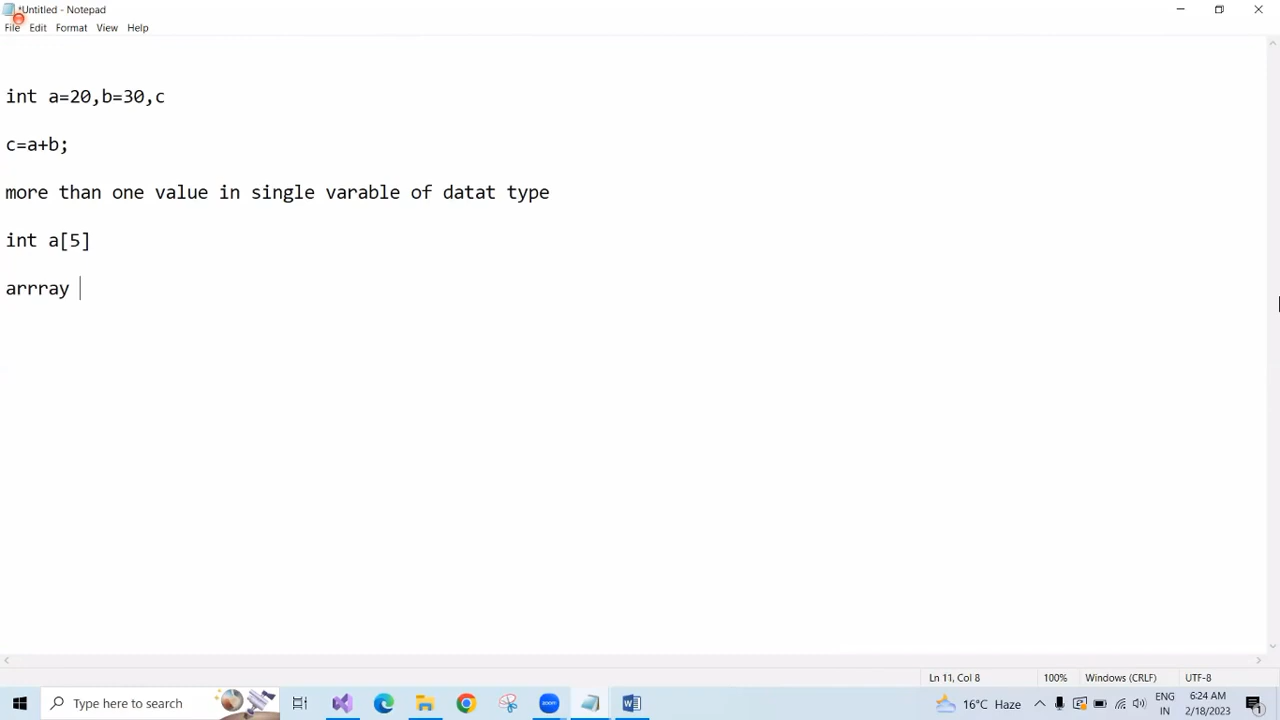 *Untitled - Notepad
File Edit Format View Help
int a=20,b=30,c
c=a+b;
more than one value in single varable of datat type
int a[5]
arrray
Ln 11, Col 8 100% Windows (CRLF) UTF-8
Type here to search zoom 16°C Haze ENG IN 6:24 AM 2/18/2023 1